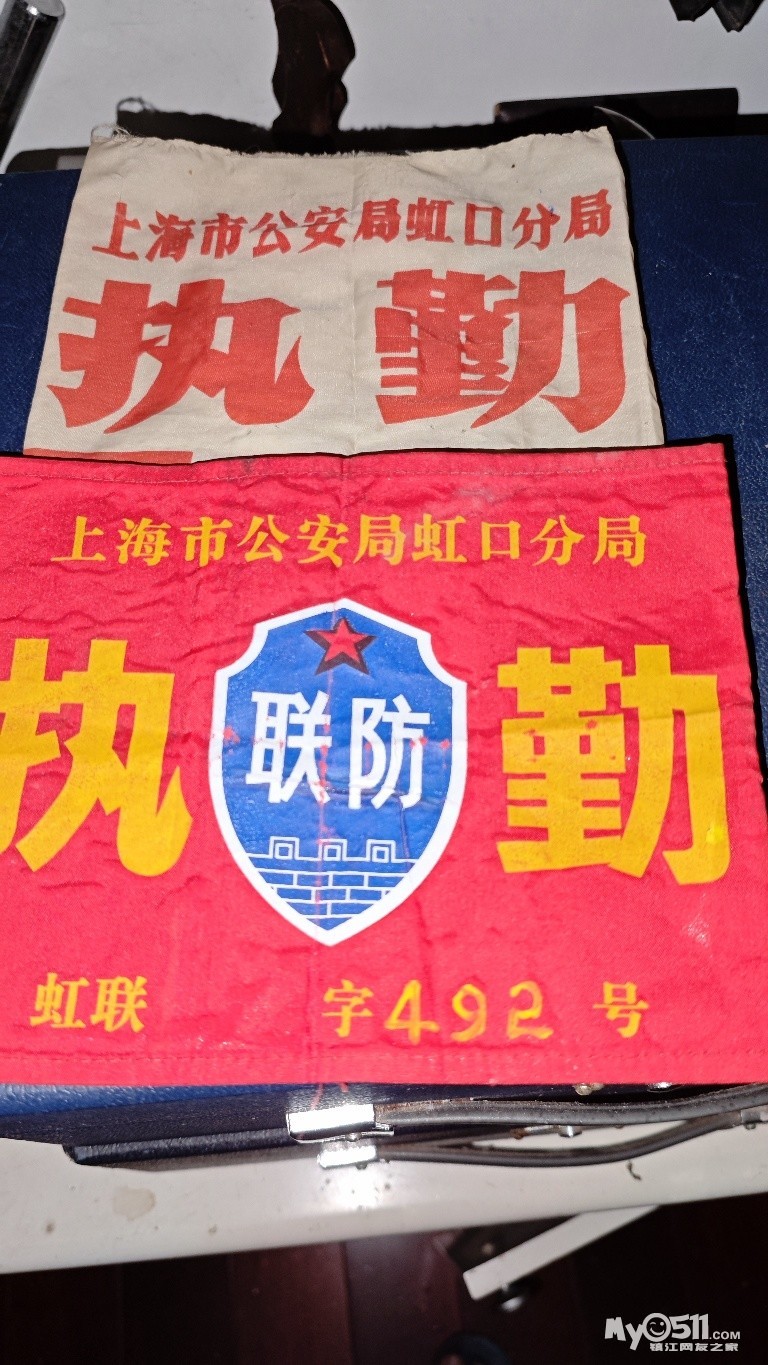 上海市公安局虹口分局
执勤
上海市公安局虹口分局
执 联防 勤
虹联 字492号
My0511.COM
镇江网友之家